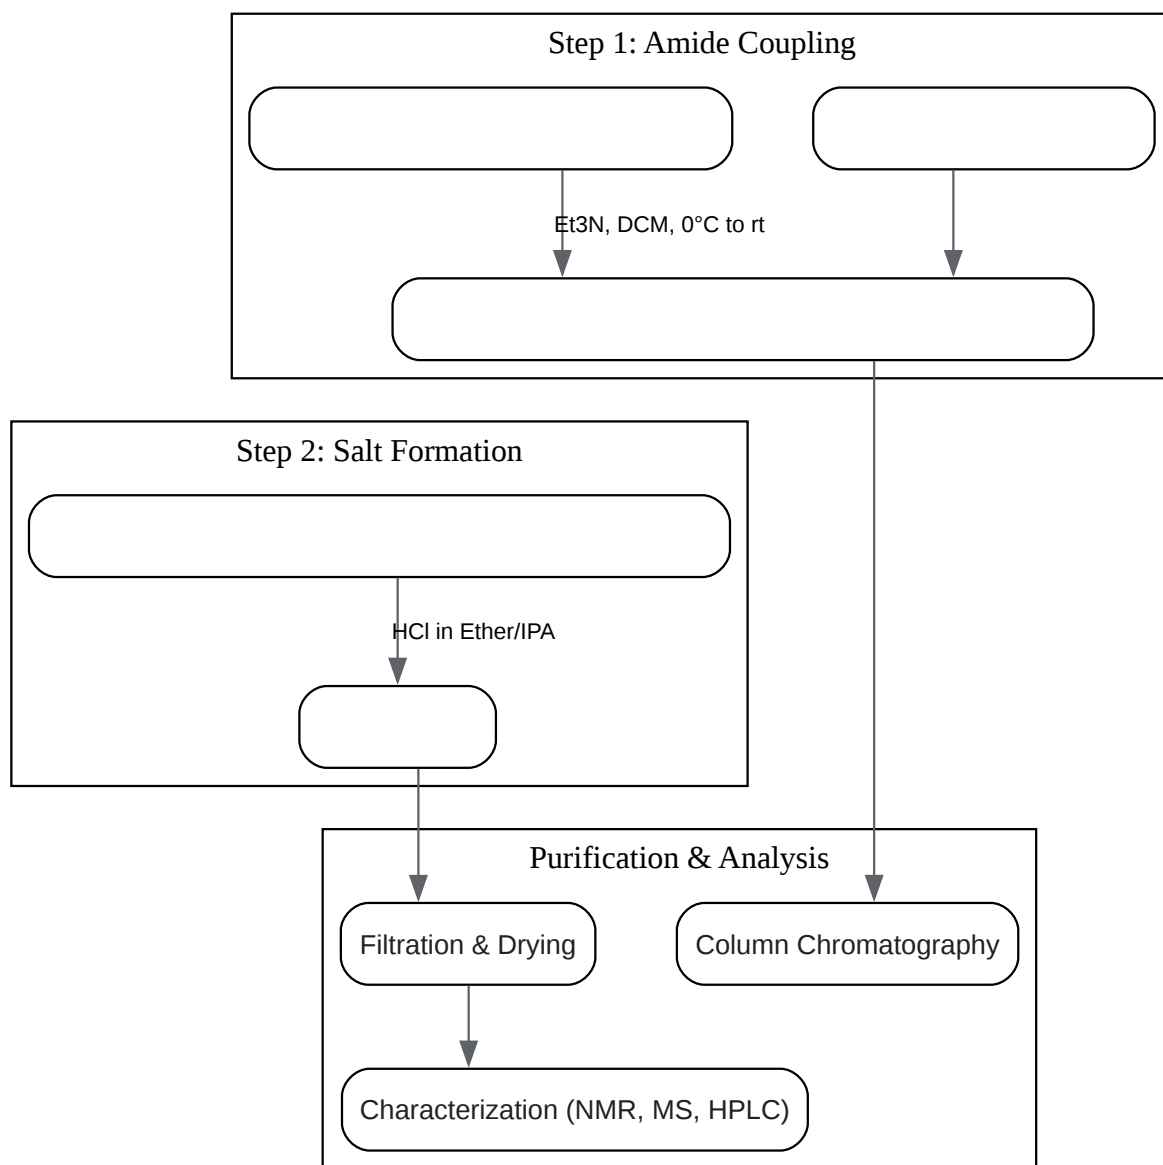 Step 1: Amide Coupling
Et3N, DCM, 0°C to rt
Step 2: Salt Formation
HCl in Ether/IPA
Purification & Analysis
Filtration & Drying
Column Chromatography
Characterization (NMR, MS, HPLC)